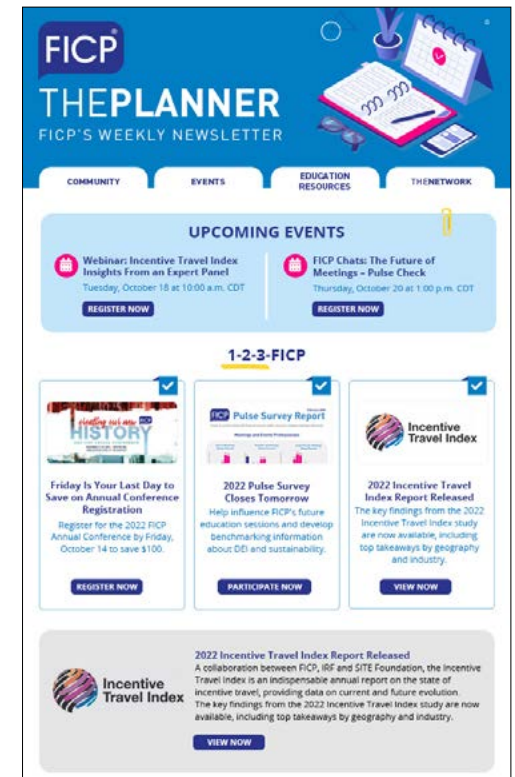 FICP
THEPLANNER
FICP'S WEEKLY NEWSLETTER
COMMUNITY
EVENTS
EDUCATION
RESOURCES
THENETWORK
UPCOMING EVENTS
Webinar: Incentive Travel Index
Insights From an Expert Panel
Tuesday, October 18 at 10:00 a.m. CDT
REGISTER NOW
FICP Chats: The Future of
Meetings – Pulse Check
Thursday, October 20 at 1:00 p.m. CDT
REGISTER NOW
1-2-3-FICP
creating our new
HISTORY
FICP
Friday Is Your Last Day to
Save on Annual Conference
Registration
Register for the 2022 FICP
Annual Conference by Friday,
October 14 to save $100.
REGISTER NOW
FICP Pulse Survey Report
Meetings and Events Professionals
2022 Pulse Survey
Closes Tomorrow
Help influence FICP's future
education sessions and develop
benchmarking information
about DEI and sustainability.
PARTICIPATE NOW
Incentive
Travel Index
2022 Incentive Travel
Index Report Released
The key findings from the 2022
Incentive Travel Index study
are now available, including
top takeaways by geography
and industry.
VIEW NOW
Incentive
Travel Index
2022 Incentive Travel Index Report Released
A collaboration between FICP, IRF and SITE Foundation, the Incentive
Travel Index is an indispensable annual report on the state of
incentive travel, providing data on current and future evolution.
The key findings from the 2022 Incentive Travel Index study are now
available, including top takeaways by geography and industry.
VIEW NOW